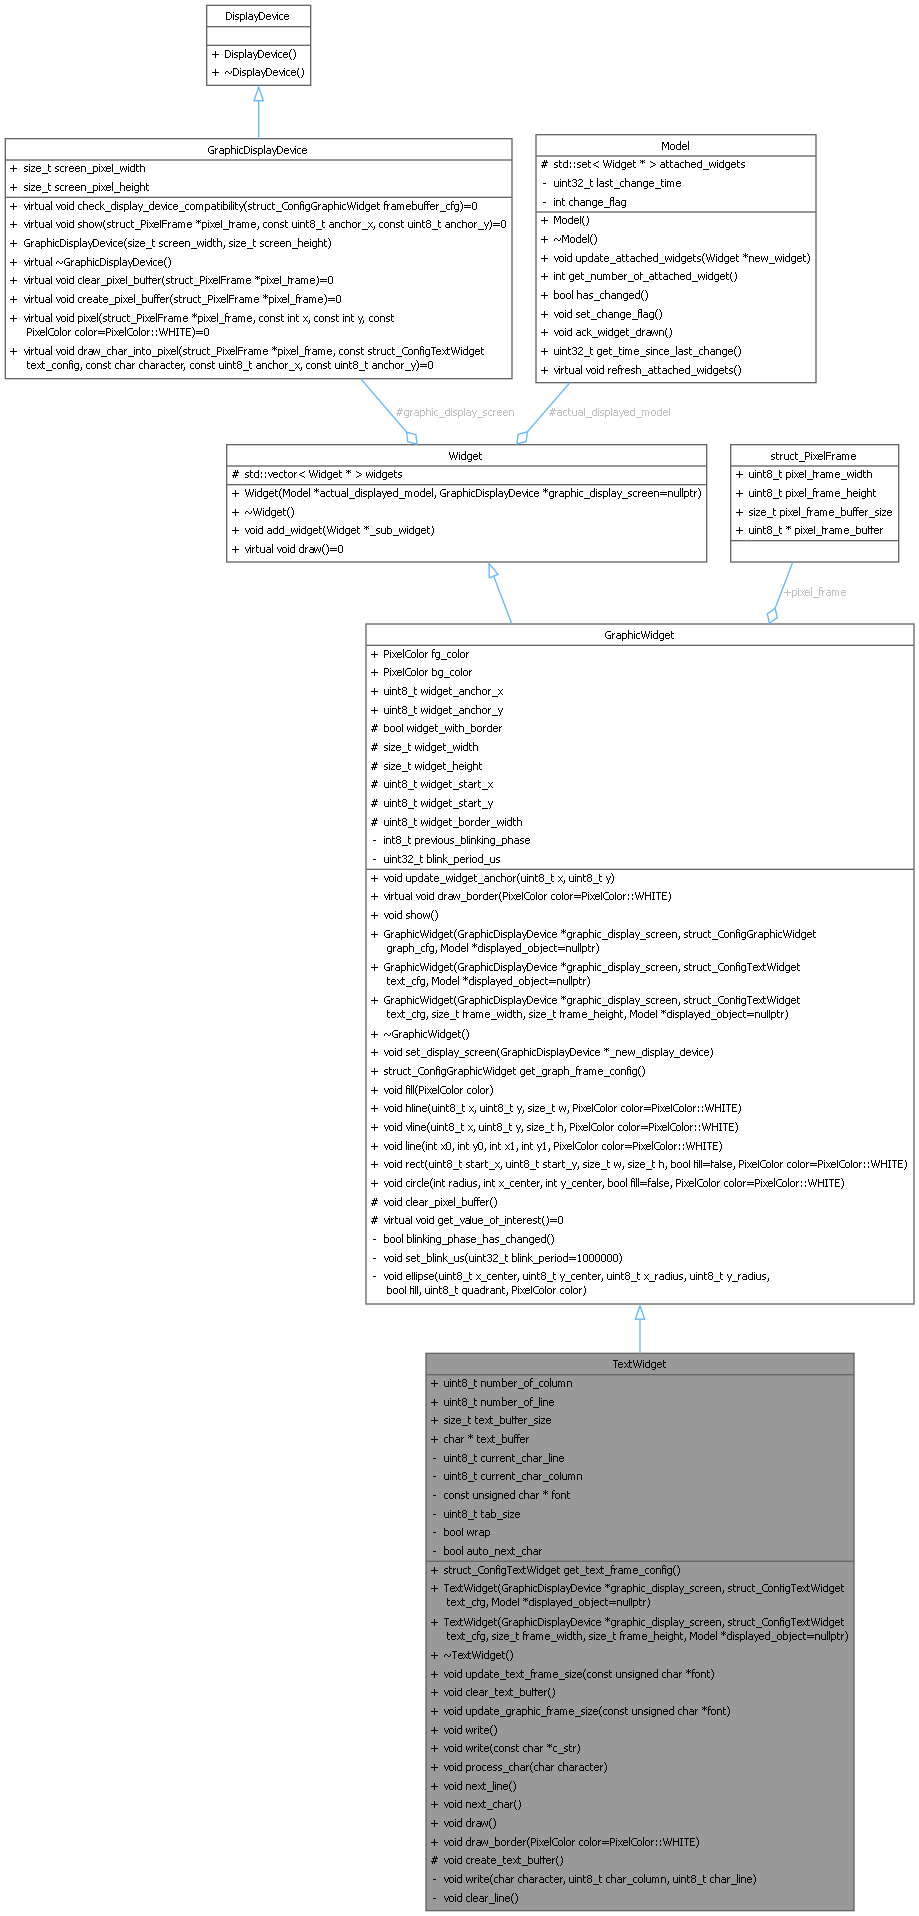 DisplayDevice
+ DisplayDevice()
+ ~DisplayDevice()
GraphicDisplayDevice
+ size_t screen_pixel_width
+ size_t screen_pixel_height
+ virtual void check_display_device_compatibility(struct_ConfigGraphicWidget framebuffer_cfg)=0
+ virtual void show(struct_PixelFrame *pixel_frame, const uint8_t anchor_x, const uint8_t anchor_y)=0
+ GraphicDisplayDevice(size_t screen_width, size_t screen_height)
+ virtual ~GraphicDisplayDevice()
+ virtual void clear_pixel_buffer(struct_PixelFrame *pixel_frame)=0
+ virtual void create_pixel_buffer(struct_PixelFrame *pixel_frame)=0
+ virtual void pixel(struct_PixelFrame *pixel_frame, const int x, const int y, const
PixelColor color=PixelColor::WHITE)=0
+ virtual void draw_char_into_pixel(struct_PixelFrame *pixel_frame, const struct_ConfigTextWidget
text_config, const char character, const uint8_t anchor_x, const uint8_t anchor_y)=0
Model
# std::set< Widget * > attached_widgets
- uint32_t last_change_time
- int change_flag
+ Model()
+ ~Model()
+ void update_attached_widgets(Widget *new_widget)
+ int get_number_of_attached_widget()
+ bool has_changed()
+ void set_change_flag()
+ void ack_widget_drawn()
+ uint32_t get_time_since_last_change()
+ virtual void refresh_attached_widgets()
#graphic_display_screen
#actual_displayed_model
Widget
# std::vector< Widget * > widgets
+ Widget(Model *actual_displayed_model, GraphicDisplayDevice *graphic_display_screen=nullptr)
+ ~Widget()
+ void add_widget(Widget *_sub_widget)
+ virtual void draw()=0
struct_PixelFrame
+ uint8_t pixel_frame_width
+ uint8_t pixel_frame_height
+ size_t pixel_frame_buffer_size
+ uint8_t * pixel_frame_buffer
+pixel_frame
GraphicWidget
+ PixelColor fg_color
+ PixelColor bg_color
+ uint8_t widget_anchor_x
+ uint8_t widget_anchor_y
# bool widget_with_border
# size_t widget_width
# size_t widget_height
# uint8_t widget_start_x
# uint8_t widget_start_y
# uint8_t widget_border_width
- int8_t previous_blinking_phase
- uint32_t blink_period_us
+ void update_widget_anchor(uint8_t x, uint8_t y)
+ virtual void draw_border(PixelColor color=PixelColor::WHITE)
+ void show()
+ GraphicWidget(GraphicDisplayDevice *graphic_display_screen, struct_ConfigGraphicWidget
graph_cfg, Model *displayed_object=nullptr)
+ GraphicWidget(GraphicDisplayDevice *graphic_display_screen, struct_ConfigTextWidget
text_cfg, Model *displayed_object=nullptr)
+ GraphicWidget(GraphicDisplayDevice *graphic_display_screen, struct_ConfigTextWidget
text_cfg, size_t frame_width, size_t frame_height, Model *displayed_object=nullptr)
+ ~GraphicWidget()
+ void set_display_screen(GraphicDisplayDevice *_new_display_device)
+ struct_ConfigGraphicWidget get_graph_frame_config()
+ void fill(PixelColor color)
+ void hline(uint8_t x, uint8_t y, size_t w, PixelColor color=PixelColor::WHITE)
+ void vline(uint8_t x, uint8_t y, size_t h, PixelColor color=PixelColor::WHITE)
+ void line(int x0, int y0, int x1, int y1, PixelColor color=PixelColor::WHITE)
+ void rect(uint8_t start_x, uint8_t start_y, size_t w, size_t h, bool fill=false, PixelColor color=PixelColor::WHITE)
+ void circle(int radius, int x_center, int y_center, bool fill=false, PixelColor color=PixelColor::WHITE)
# void clear_pixel_buffer()
# virtual void get_value_of_interest()=0
- bool blinking_phase_has_changed()
- void set_blink_us(uint32_t blink_period=1000000)
- void ellipse(uint8_t x_center, uint8_t y_center, uint8_t x_radius, uint8_t y_radius,
bool fill, uint8_t quadrant, PixelColor color)
TextWidget
+ uint8_t number_of_column
+ uint8_t number_of_line
+ size_t text_buffer_size
+ char * text_buffer
- uint8_t current_char_line
- uint8_t current_char_column
- const unsigned char * font
- uint8_t tab_size
- bool wrap
- bool auto_next_char
+ struct_ConfigTextWidget get_text_frame_config()
+ TextWidget(GraphicDisplayDevice *graphic_display_screen, struct_ConfigTextWidget
text_cfg, Model *displayed_object=nullptr)
+ TextWidget(GraphicDisplayDevice *graphic_display_screen, struct_ConfigTextWidget
text_cfg, size_t frame_width, size_t frame_height, Model *displayed_object=nullptr)
+ ~TextWidget()
+ void update_text_frame_size(const unsigned char *font)
+ void clear_text_buffer()
+ void update_graphic_frame_size(const unsigned char *font)
+ void write()
+ void write(const char *c_str)
+ void process_char(char character)
+ void next_line()
+ void next_char()
+ void draw()
+ void draw_border(PixelColor color=PixelColor::WHITE)
# void create_text_buffer()
- void write(char character, uint8_t char_column, uint8_t char_line)
- void clear_line()